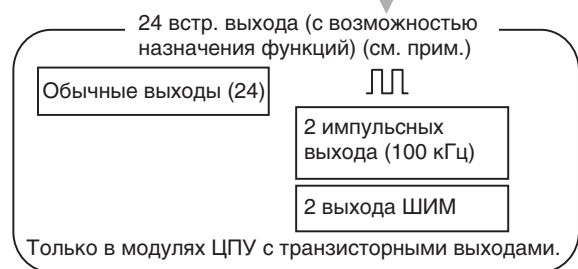 24 встр. выхода (с возможностью
назначения функций) (см. прим.)
Обычные выходы (24)
2 импульсных
выхода (100 кГц)
2 выхода ШИМ
Только в модулях ЦПУ с транзисторными выходами.